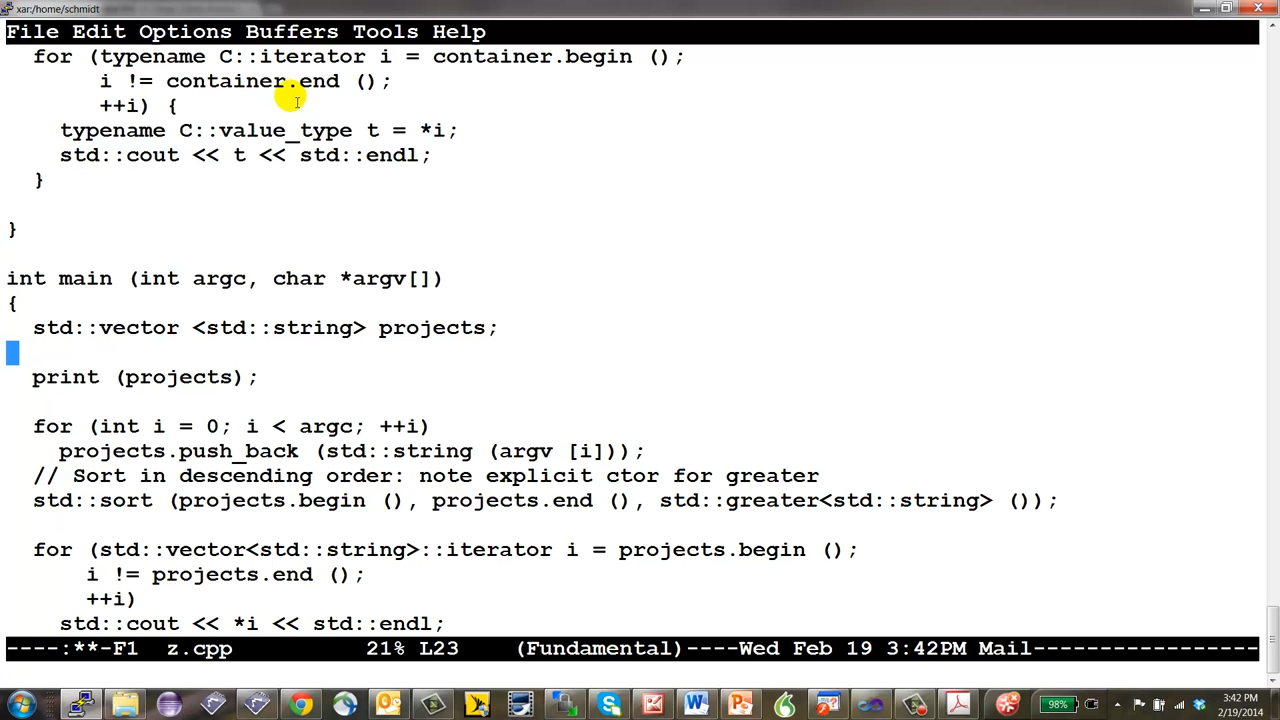 xar:/home/schmidt
File Edit Options Buffers Tools Help
  for (typename C::iterator i = container.begin ();
       i != container.end ();
       ++i) {
    typename C::value_type t = *i;
    std::cout << t << std::endl;
  }
}
int main (int argc, char *argv[])
{
  std::vector <std::string> projects;
  print (projects);
  for (int i = 0; i < argc; ++i)
    projects.push_back (std::string (argv [i]));
  // Sort in descending order: note explicit ctor for greater
  std::sort (projects.begin (), projects.end (), std::greater<std::string> ());
  for (std::vector<std::string>::iterator i = projects.begin ();
      i != projects.end ();
      ++i)
    std::cout << *i << std::endl;
----:**-F1  z.cpp          21% L23    (Fundamental)----Wed Feb 19 3:42PM Mail-------------------
98%
3:42 PM
2/19/2014